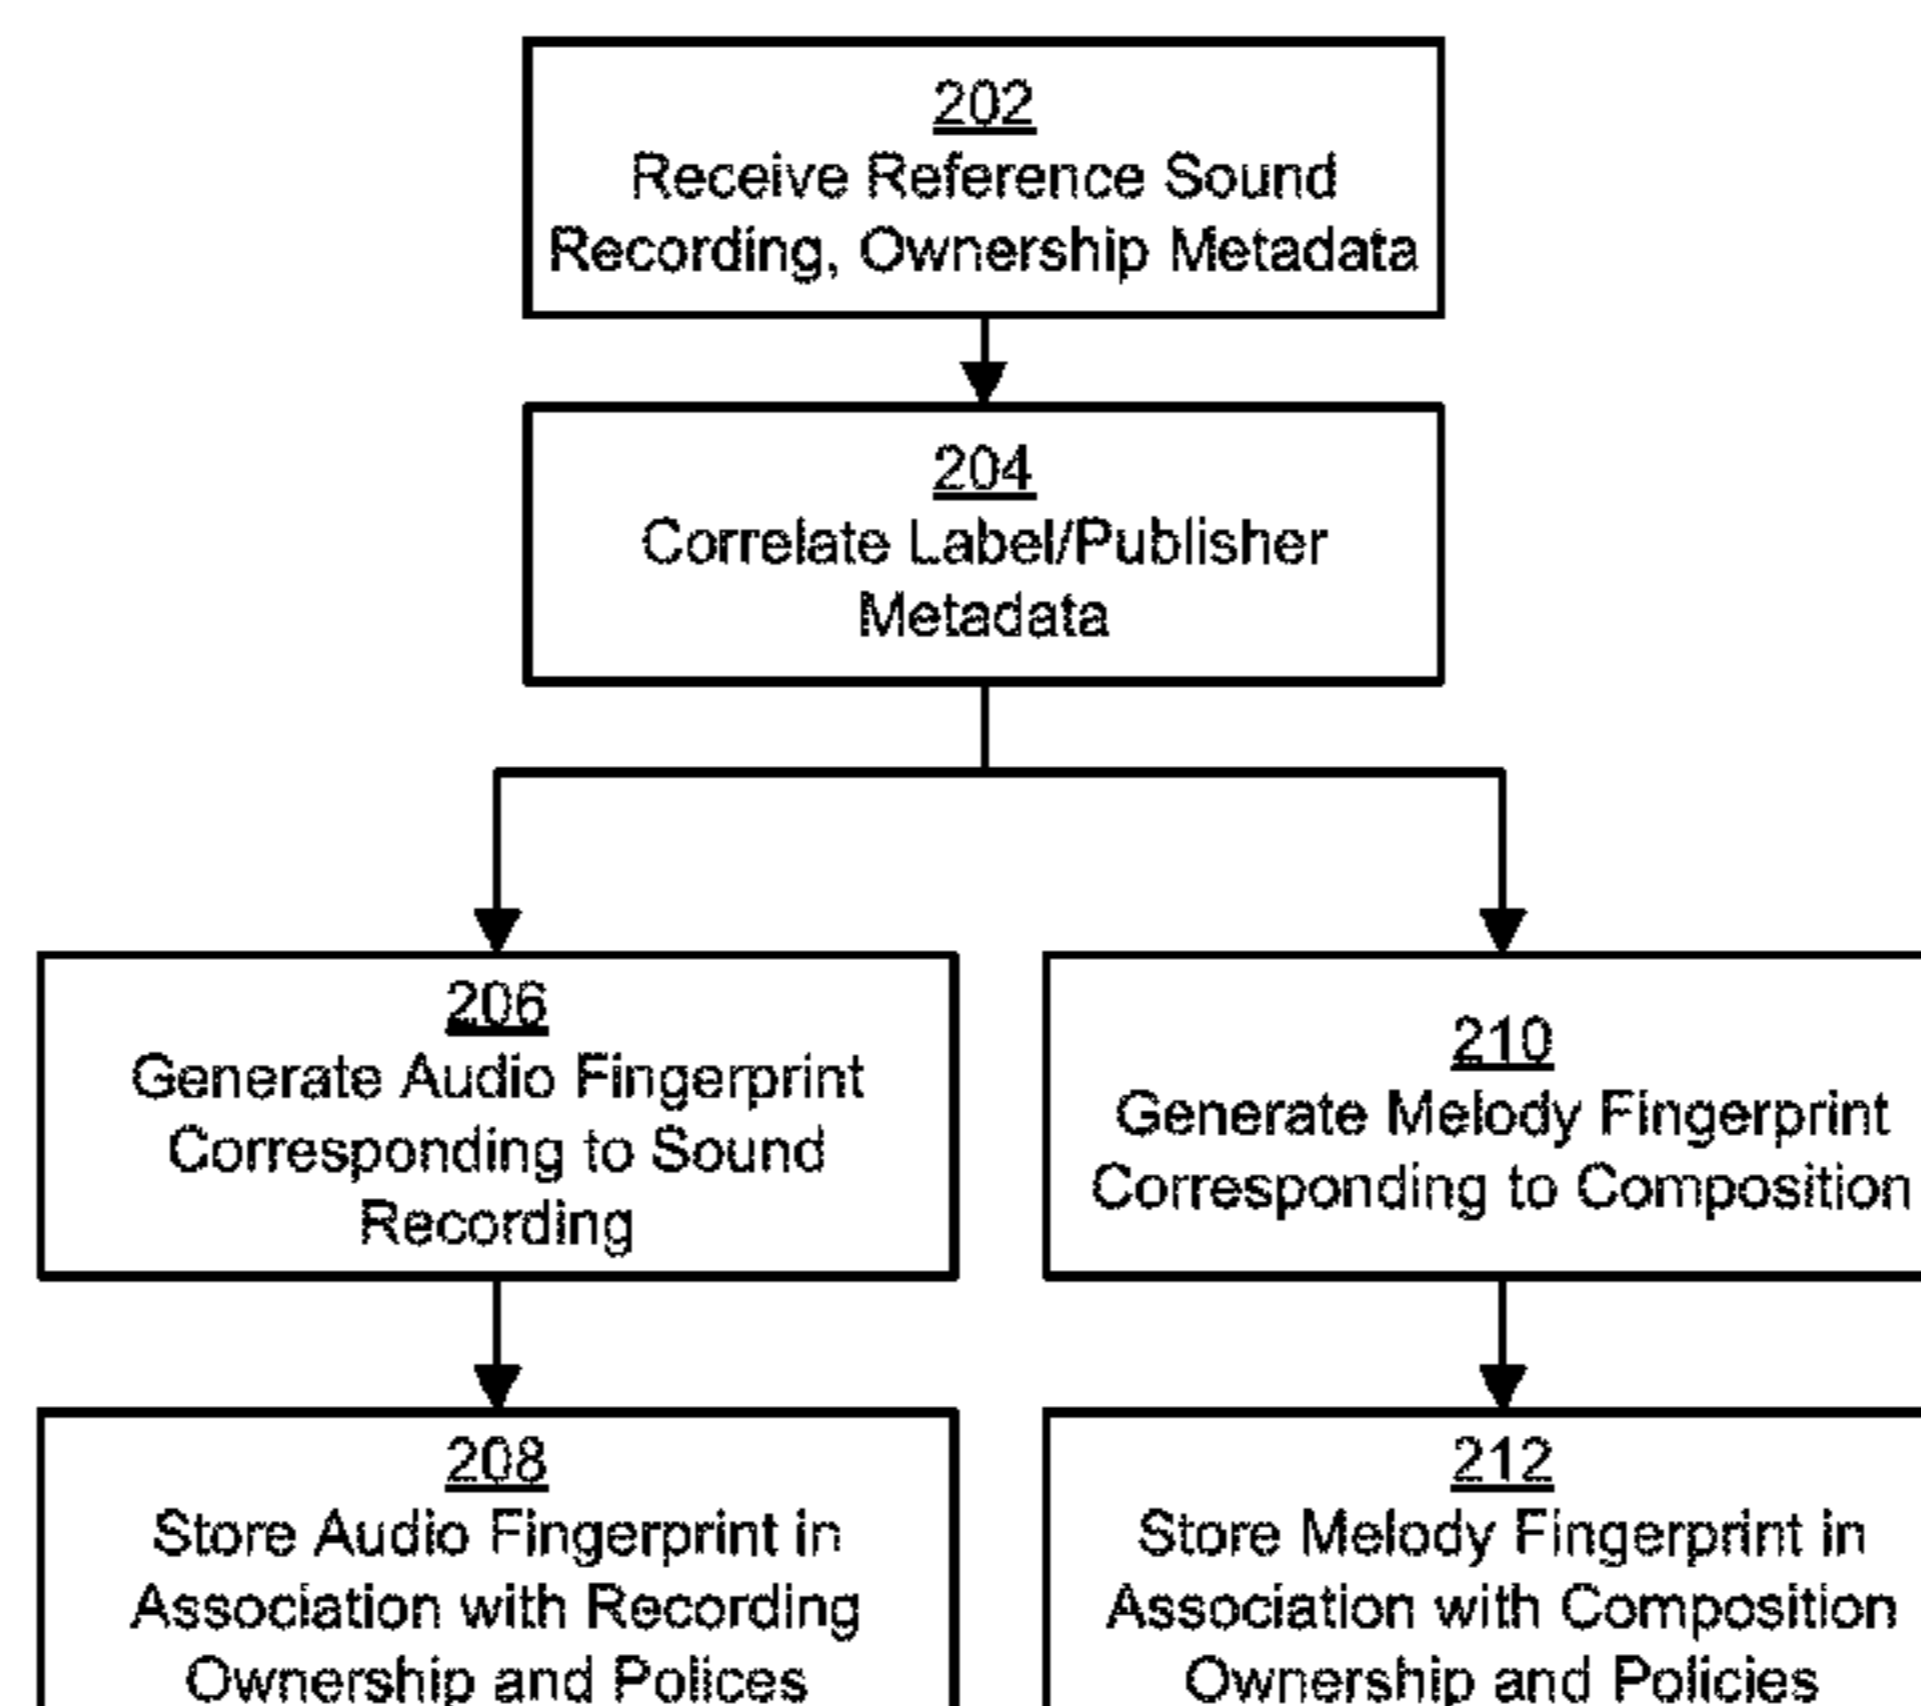 202
Receive Reference Sound
Recording, Ownership Metadata
204
Correlate Label/Publisher
Metadata
206
Generate Audio Fingerprint
Corresponding to Sound
Recording
210
Generate Melody Fingerprint
Corresponding to Composition
208
Store Audio Fingerprint in
Association with Recording
Ownership and Polices
212
Store Melody Fingerprint in
Association with Composition
Ownership and Policies